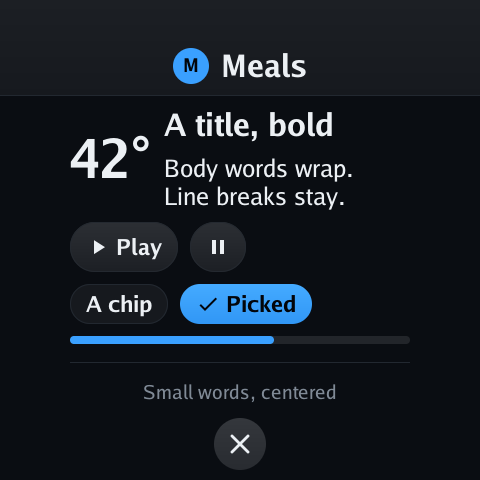 M Meals
42°
A title, bold
Body words wrap.
Line breaks stay.
Play
A chip
Picked
Small words, centered